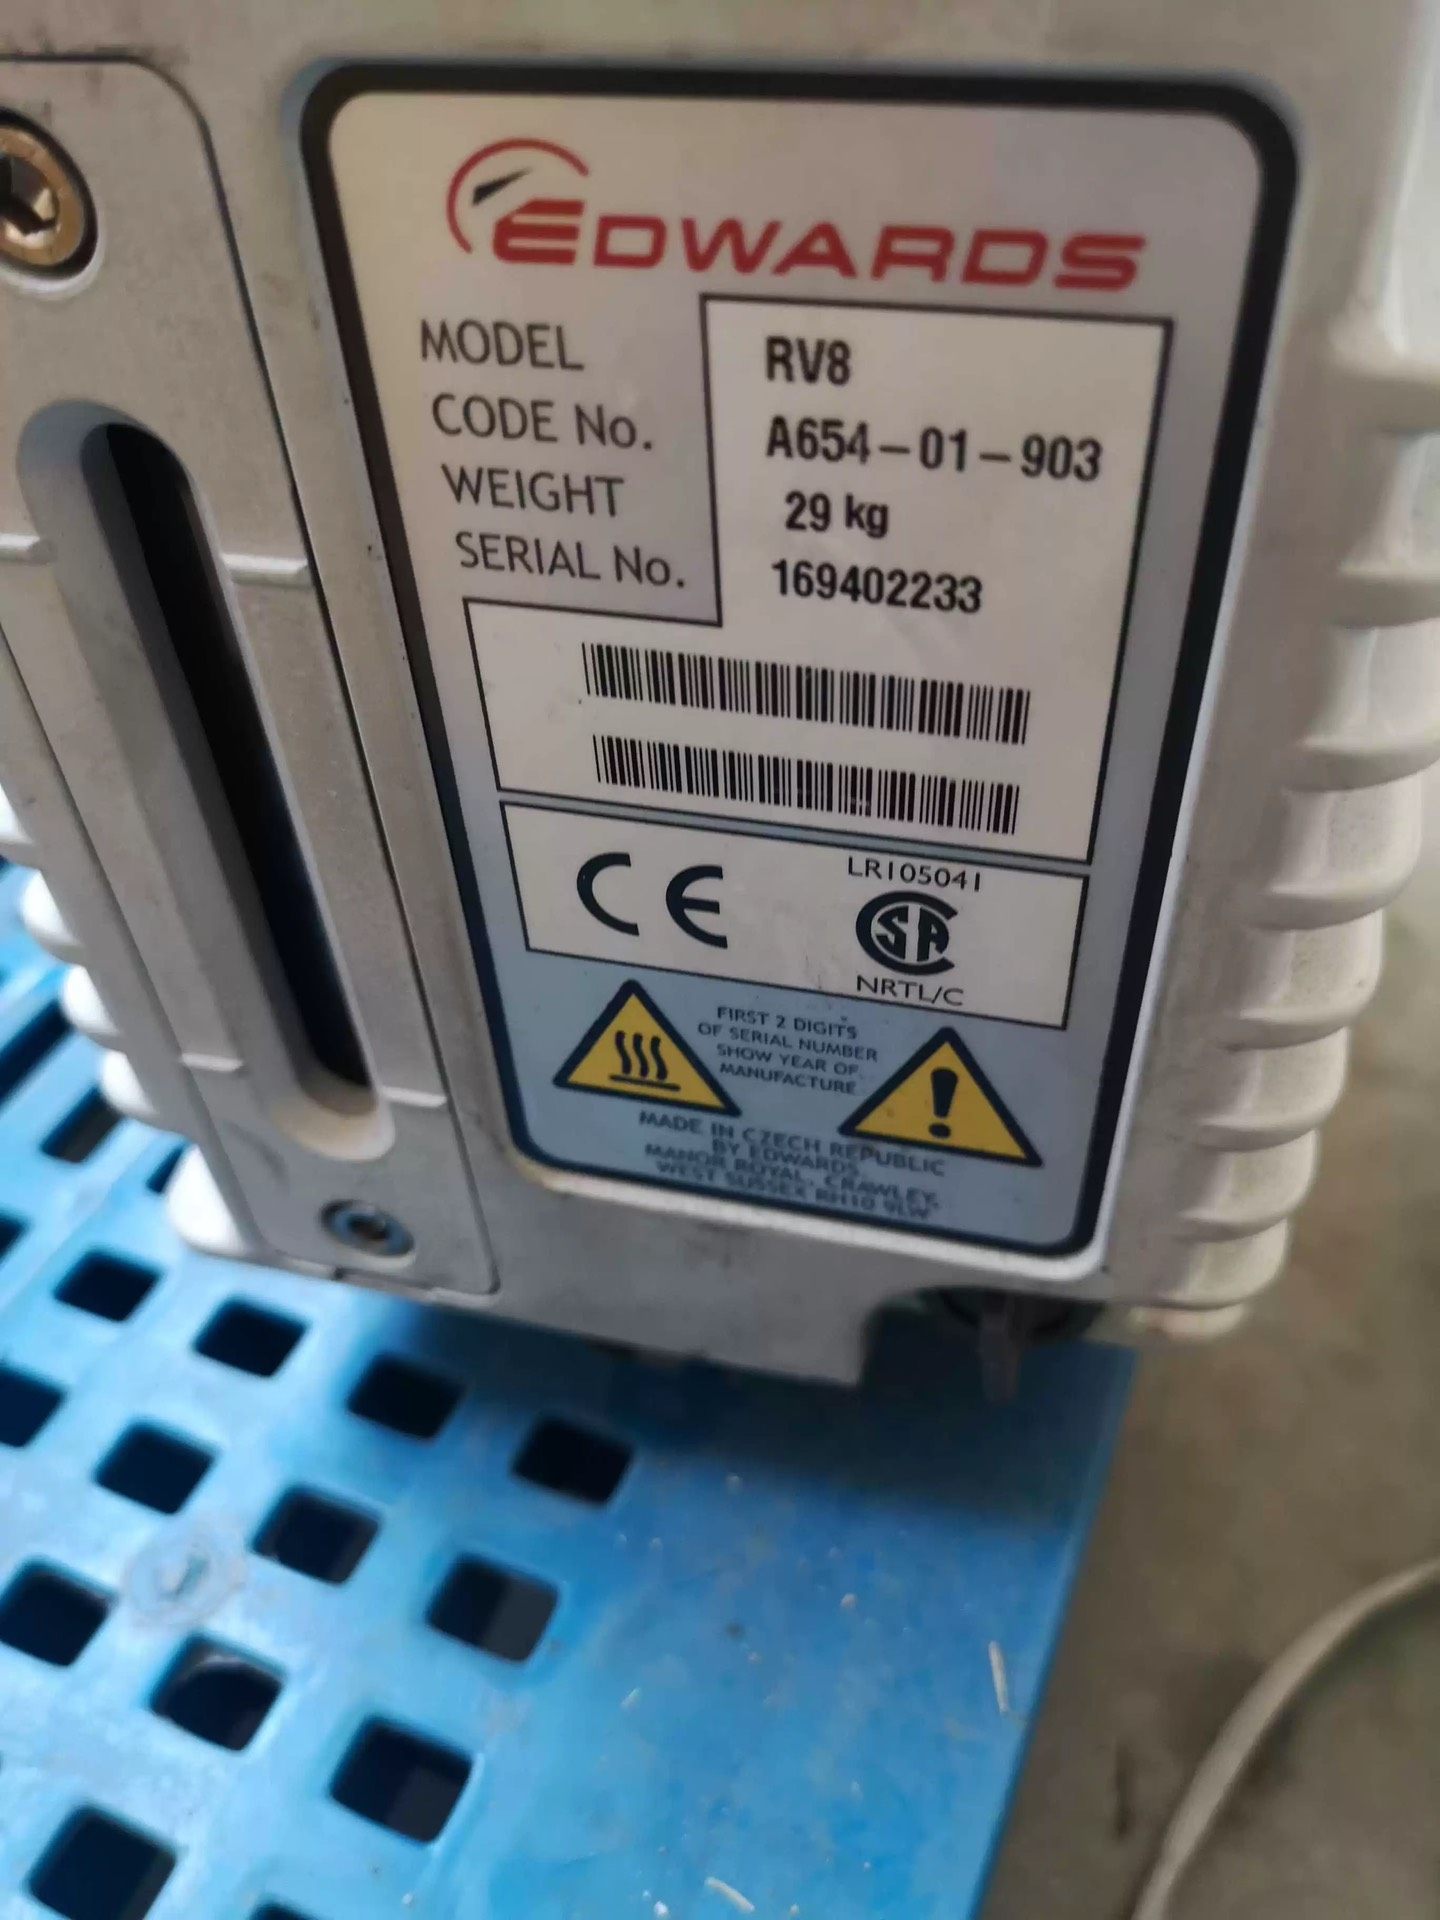 EDWARDS
MODEL RV8
CODE No. A654-01-903
WEIGHT 29 kg
SERIAL No. 169402233
CE
LR105041
CSA
NRTL/C
FIRST 2 DIGITS
OF SERIAL NUMBER
SHOW YEAR OF
MANUFACTURE
MADE IN CZECH REPUBLIC
BY EDWARDS,
MANOR ROYAL, CRAWLEY,
WEST SUSSEX RH10 9LW